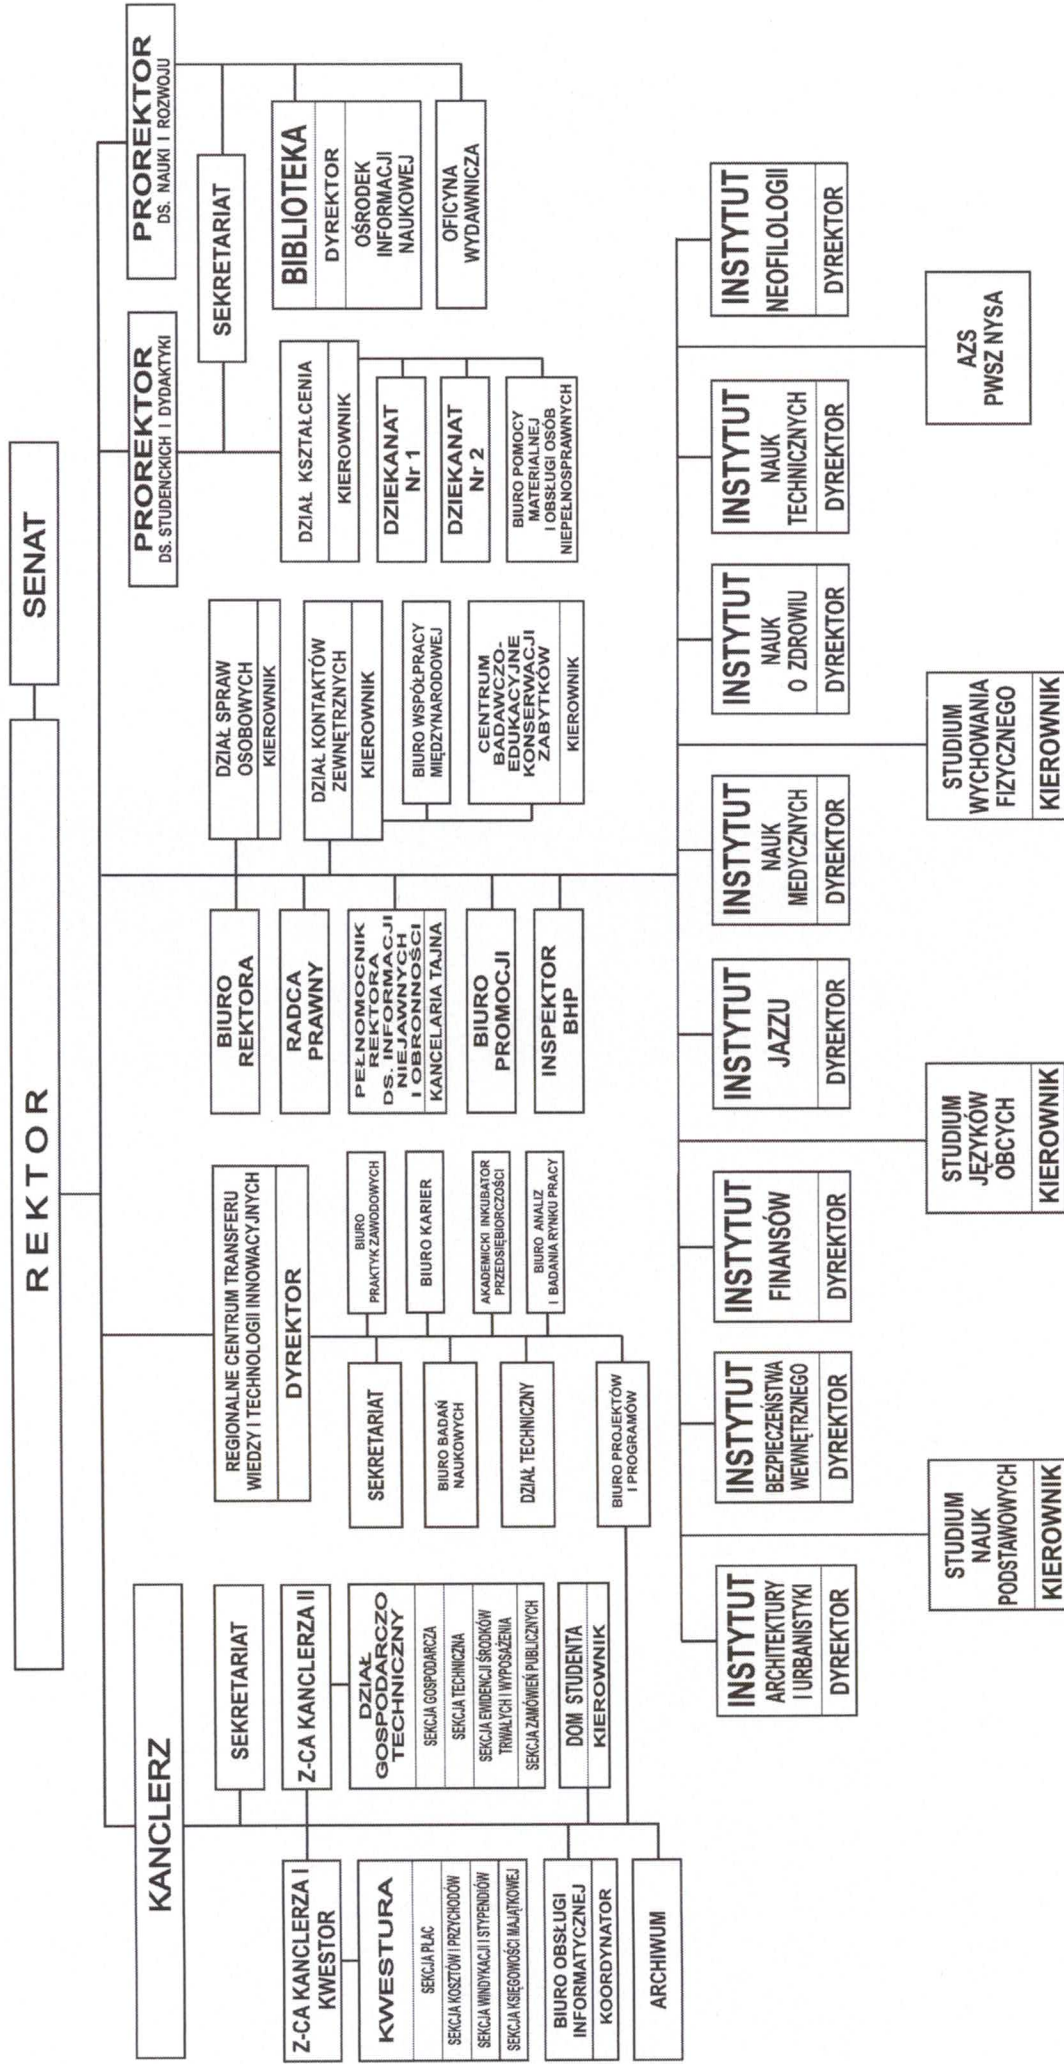 REKTOR
SENAT
KANCLERZ
SEKRETARIAT
Z-CA KANCLERZA I
KWESTOR
Z-CA KANCLERZA II
KWESTURA
SEKCJA PŁAC
SEKCJA KOSZTÓW I PRZYCHODÓW
SEKCJA WINDYKACJI I STYPENDIÓW
SEKCJA KSIĘGOWOŚCI MAJĄTKOWEJ
DZIAŁ
GOSPODARCZO
TECHNICZNY
SEKCJA GOSPODARCZA
SEKCJA TECHNICZNA
SEKCJA EWIDENCJI ŚRODKÓW
TRWAŁYCH I WYPOSAŻENIA
SEKCJA ZAMÓWIEŃ PUBLICZNYCH
BIURO OBSŁUGI
INFORMATYCZNEJ
KOORDYNATOR
DOM STUDENTA
KIEROWNIK
ARCHIWUM
REGIONALNE CENTRUM TRANSFERU
WIEDZY I TECHNOLOGII INNOWACYJNYCH
DYREKTOR
SEKRETARIAT
BIURO
PRAKTYK ZAWODOWYCH
BIURO BADAŃ
NAUKOWYCH
BIURO KARIER
DZIAŁ TECHNICZNY
AKADEMICKI INKUBATOR
PRZEDSIĘBIORCZOŚCI
BIURO ANALIZ
I BADANIA RYNKU PRACY
BIURO PROJEKTÓW
I PROGRAMÓW
BIURO
REKTORA
RADCA
PRAWNY
PEŁNOMOCNIK
REKTORA
DS. INFORMACJI
NIEJAWNYCH
I OBRONNOŚCI
KANCELARIA TAJNA
BIURO
PROMOCJI
INSPEKTOR
BHP
DZIAŁ SPRAW
OSOBOWYCH
KIEROWNIK
DZIAŁ KONTAKTÓW
ZEWNĘTRZNYCH
KIEROWNIK
BIURO WSPÓŁPRACY
MIĘDZYNARODOWEJ
CENTRUM
BADAWCZO-
EDUKACYJNE
KONSERWACJI
ZABYTKÓW
KIEROWNIK
PROREKTOR
DS. STUDENCKICH I DYDAKTYKI
PROREKTOR
DS. NAUKI I ROZWOJU
SEKRETARIAT
DZIAŁ KSZTAŁCENIA
KIEROWNIK
DZIEKANAT
Nr 1
DZIEKANAT
Nr 2
BIURO POMOCY
MATERIALNEJ
I OBSŁUGI OSÓB
NIEPEŁNOSPRAWNYCH
BIBLIOTEKA
DYREKTOR
OŚRODEK
INFORMACJI
NAUKOWEJ
OFICYNA
WYDAWNICZA
INSTYTUT
ARCHITEKTURY
I URBANISTYKI
DYREKTOR
INSTYTUT
BEZPIECZEŃSTWA
WEWNĘTRZNEGO
DYREKTOR
INSTYTUT
FINANSÓW
DYREKTOR
INSTYTUT
JAZZU
DYREKTOR
INSTYTUT
NAUK
MEDYCZNYCH
DYREKTOR
INSTYTUT
NAUK
O ZDROWIU
DYREKTOR
INSTYTUT
NAUK
TECHNICZNYCH
DYREKTOR
INSTYTUT
NEOFILOLOGII
DYREKTOR
STUDIUM
NAUK
PODSTAWOWYCH
KIEROWNIK
STUDIUM
JĘZYKÓW
OBCYCH
KIEROWNIK
STUDIUM
WYCHOWANIA
FIZYCZNEGO
KIEROWNIK
AZS
PWSZ NYSA